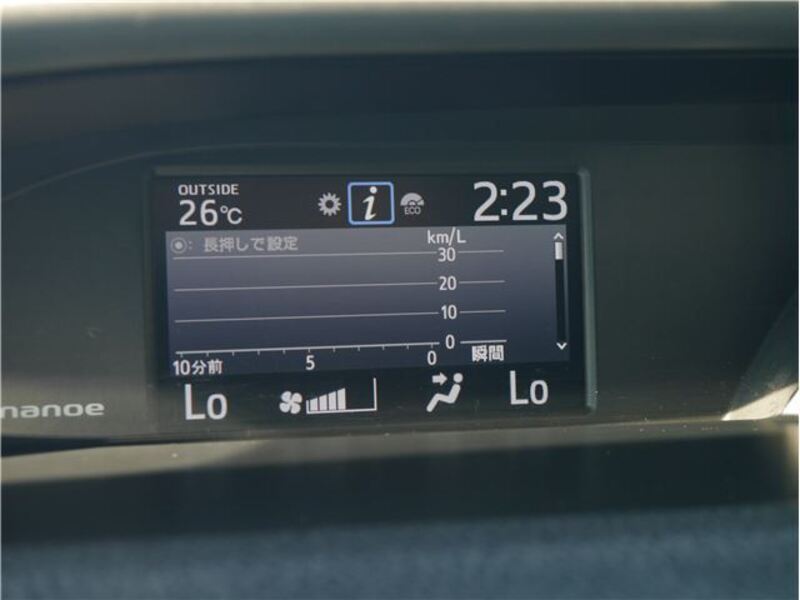 OUTSIDE
26℃
i
ECO
2:23
: 長押しで設定
km/L
30
20
10
0
10分前 5 0 瞬間
Lo
Lo
nanoe